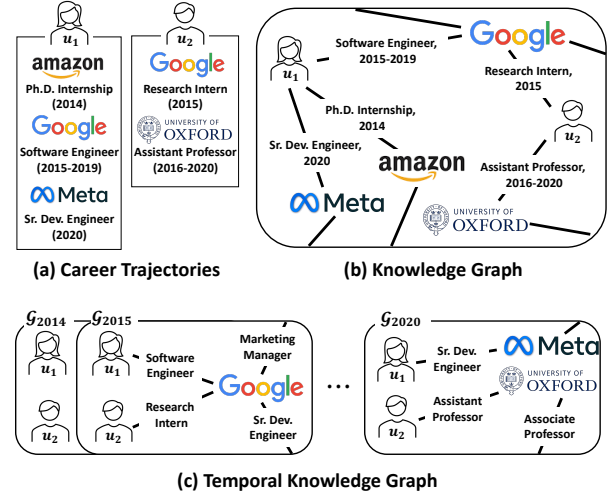 u1
amazon
Ph.D. Internship
(2014)
Google
Software Engineer
(2015-2019)
Meta
Sr. Dev. Engineer
(2020)
u2
Google
Research Intern
(2015)
UNIVERSITY OF
OXFORD
Assistant Professor
(2016-2020)
(a) Career Trajectories
Google
Software Engineer,
2015-2019
u1
Research Intern,
2015
Ph.D. Internship,
2014
u2
Sr. Dev. Engineer,
2020
amazon
Assistant Professor,
2016-2020
Meta
UNIVERSITY OF
OXFORD
(b) Knowledge Graph
G2014
u1
u2
G2015
u1
u2
Software
Engineer
Research
Intern
Marketing
Manager
Google
Sr. Dev.
Engineer
...
G2020
u1
Sr. Dev.
Engineer
Meta
UNIVERSITY OF
OXFORD
u2
Assistant
Professor
Associate
Professor
(c) Temporal Knowledge Graph